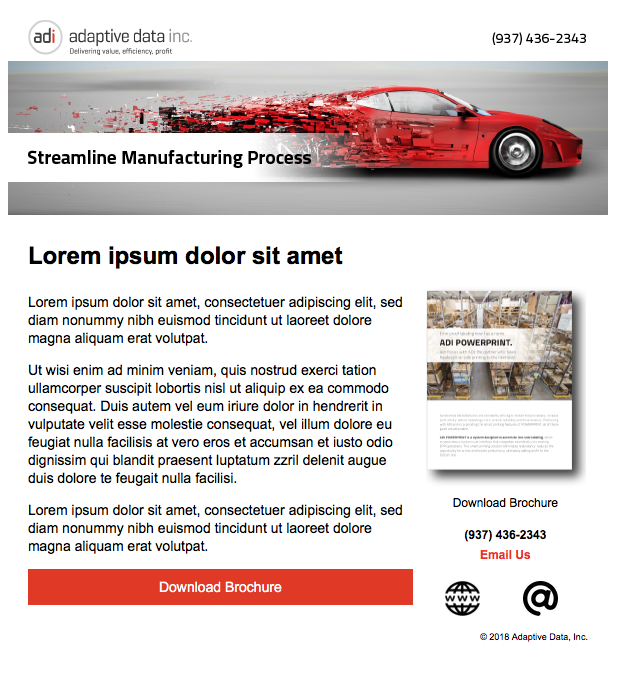 adi adaptive data inc.
Delivering value, efficiency, profit
(937) 436-2343
Streamline Manufacturing Process
Lorem ipsum dolor sit amet
Lorem ipsum dolor sit amet, consectetuer adipiscing elit, sed
diam nonummy nibh euismod tincidunt ut laoreet dolore
magna aliquam erat volutpat.
Ut wisi enim ad minim veniam, quis nostrud exerci tation
ullamcorper suscipit lobortis nisl ut aliquip ex ea commodo
consequat. Duis autem vel eum iriure dolor in hendrerit in
vulputate velit esse molestie consequat, vel illum dolore eu
feugiat nulla facilisis at vero eros et accumsan et iusto odio
dignissim qui blandit praesent luptatum zzril delenit augue
duis dolore te feugait nulla facilisi.
Lorem ipsum dolor sit amet, consectetuer adipiscing elit, sed
diam nonummy nibh euismod tincidunt ut laoreet dolore
magna aliquam erat volutpat.
Download Brochure
ADI POWERPRINT.
Download Brochure
(937) 436-2343
Email Us
www
@
© 2018 Adaptive Data, Inc.